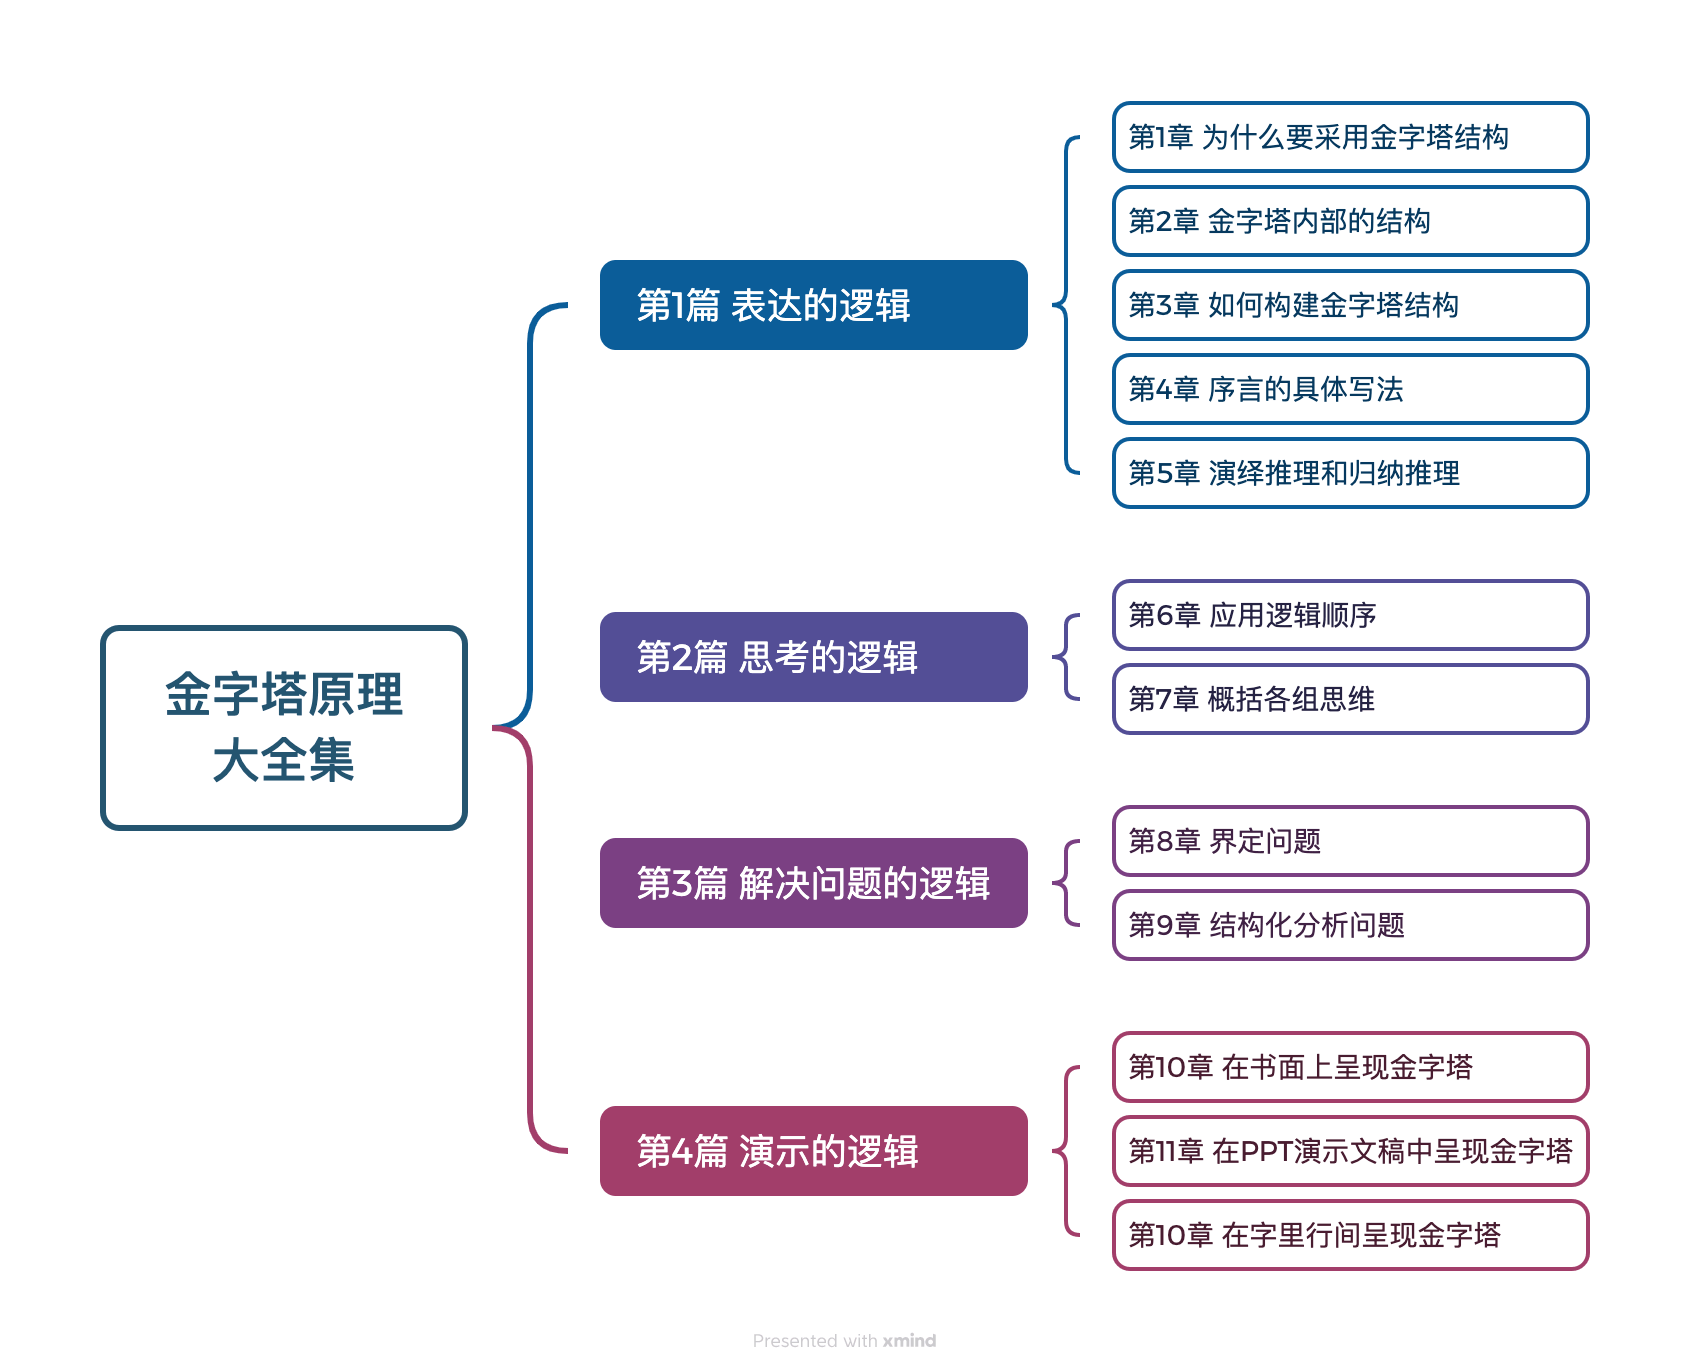 金字塔原理
大全集
第1篇 表达的逻辑
第1章 为什么要采用金字塔结构
第2章 金字塔内部的结构
第3章 如何构建金字塔结构
第4章 序言的具体写法
第5章 演绎推理和归纳推理
第2篇 思考的逻辑
第6章 应用逻辑顺序
第7章 概括各组思维
第3篇 解决问题的逻辑
第8章 界定问题
第9章 结构化分析问题
第4篇 演示的逻辑
第10章 在书面上呈现金字塔
第11章 在PPT演示文稿中呈现金字塔
第10章 在字里行间呈现金字塔
Presented with xmind